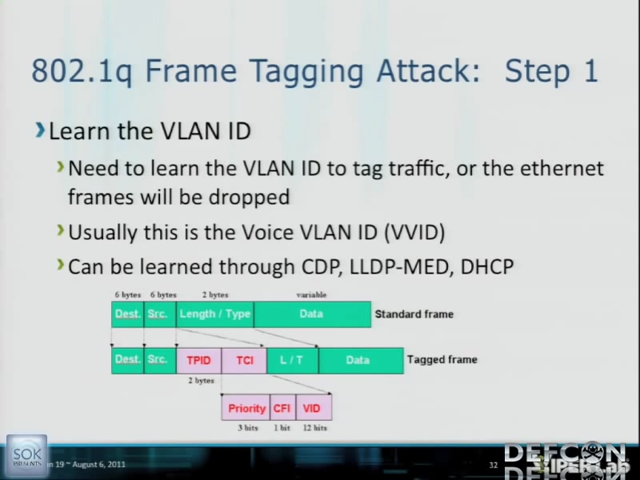 802.1q Frame Tagging Attack: Step 1
Learn the VLAN ID
Need to learn the VLAN ID to tag traffic, or the ethernet
frames will be dropped
Usually this is the Voice VLAN ID (VVID)
Can be learned through CDP, LLDP-MED, DHCP
6 bytes 6 bytes 2 bytes variable
Dest. Src. Length / Type Data Standard frame
Dest. Src. TPID TCI L / T Data Tagged frame
2 bytes
Priority CFI VID
3 bits 1 bit 12 bits
SOK
19 ~ August 6, 2011
32
DEFCON